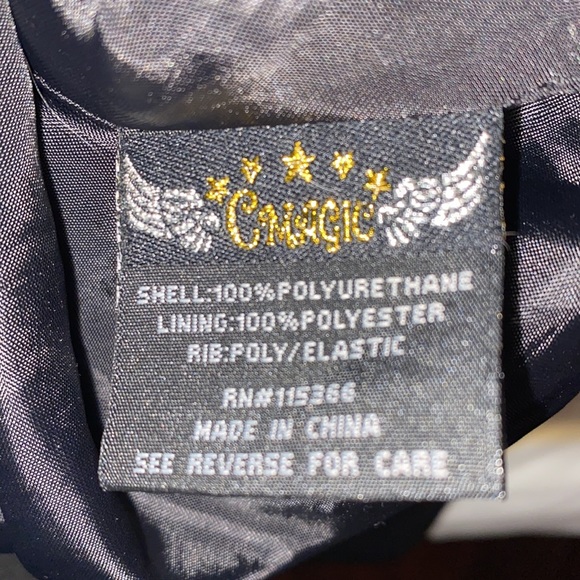 CMAGIC
SHELL:100%POLYURETHANE
LINING:100%POLYESTER
RIB:POLY/ELASTIC
RN#115366
MADE IN CHINA
SEE REVERSE FOR CARE